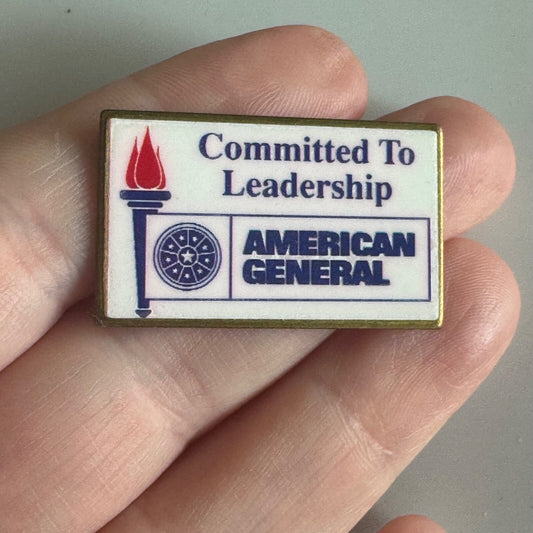 Committed To
Leadership
AMERICAN
GENERAL